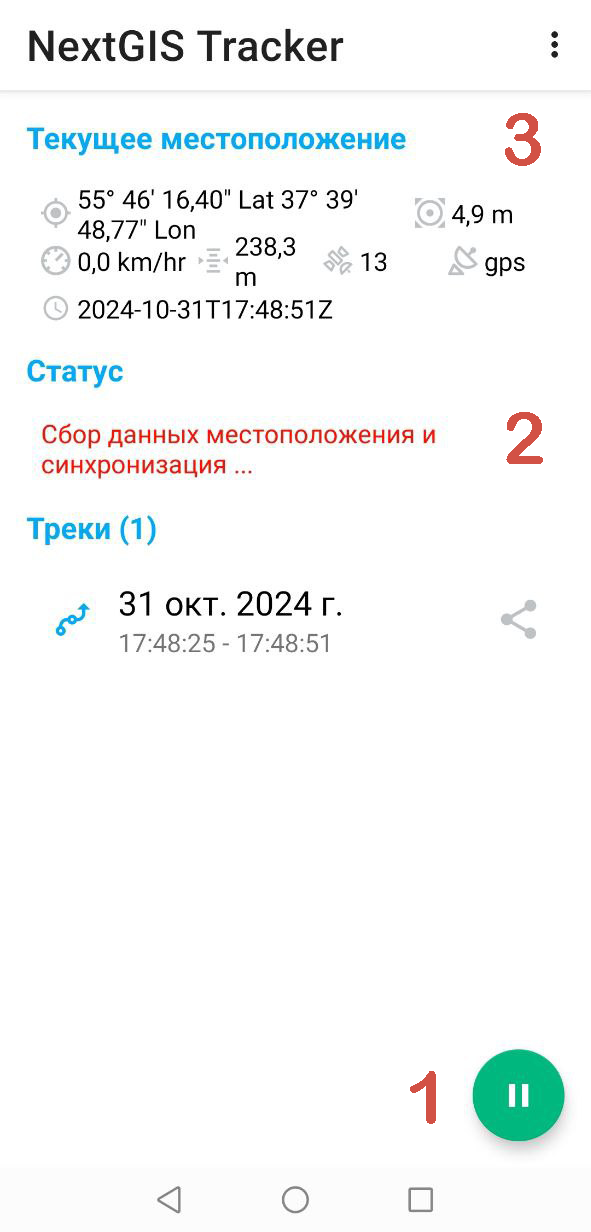 NextGIS Tracker
Текущее местоположение
3
55° 46' 16,40" Lat 37° 39'
48,77" Lon
4,9 m
0,0 km/hr
238,3
m
13
gps
2024-10-31T17:48:51Z
Статус
Сбор данных местоположения и
синхронизация ...
2
Треки (1)
31 окт. 2024 г.
17:48:25 - 17:48:51
1